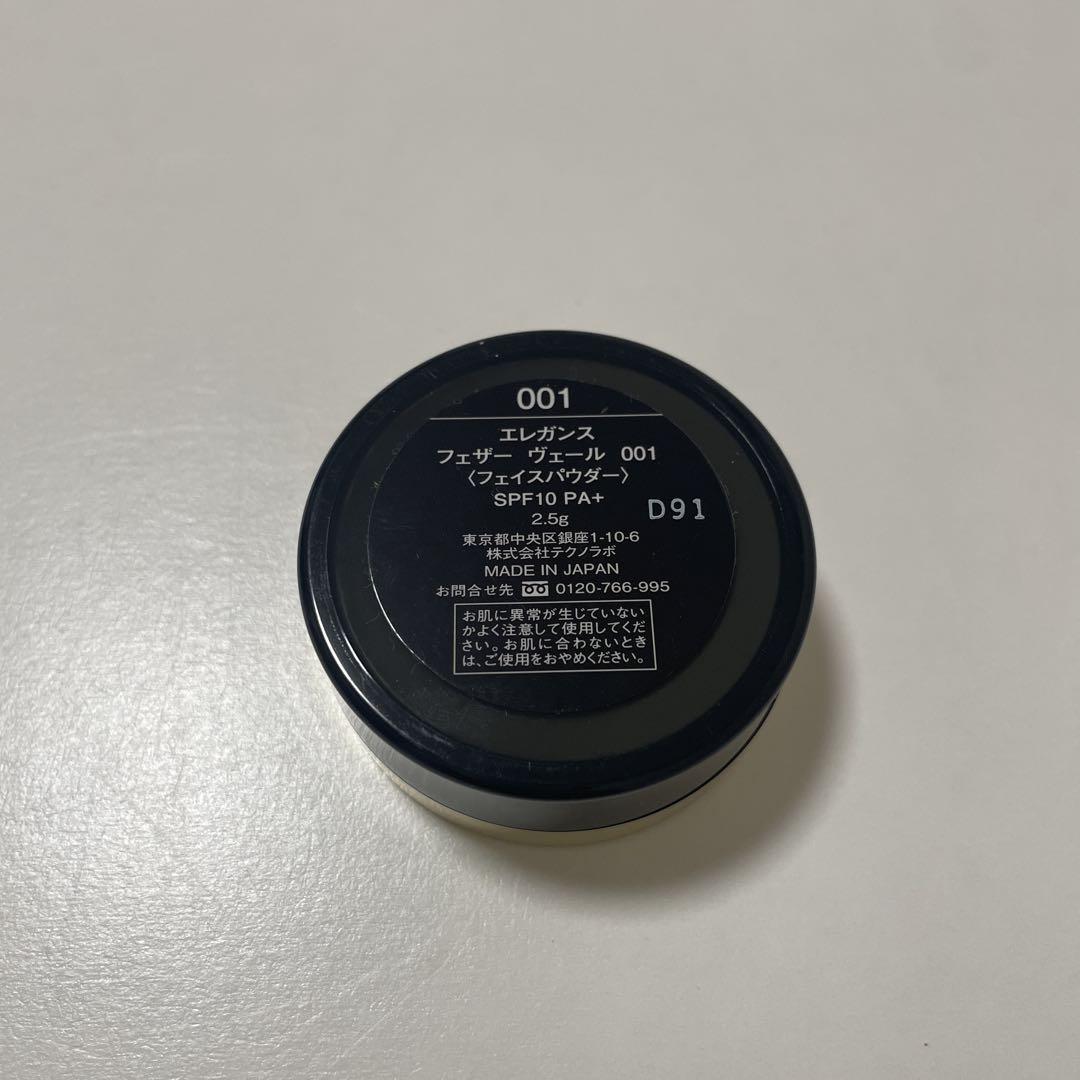 001
エレガンス
フェザー ヴェール 001
〈フェイスパウダー〉
SPF10 PA+
2.5g
D91
東京都中央区銀座1-10-6
株式会社テクノラボ
MADE IN JAPAN
お問合せ先 0120-766-995
お肌に異常が生じていない
かよく注意して使用してくだ
さい。お肌に合わないとき
は、ご使用をおやめください。